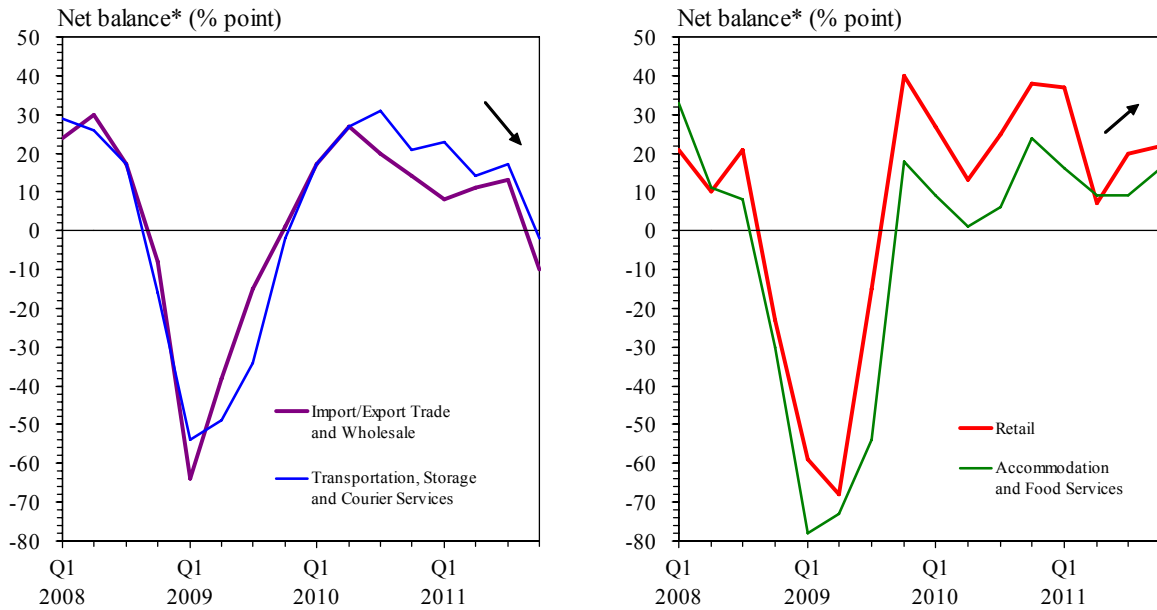 Net balance* (% point)
50
40
30
20
10
0
-10
-20
-30
-40
-50
-60
-70
-80
Import/Export Trade
and Wholesale
Transportation, Storage
and Courier Services
Q1 Q1 Q1 Q1
2008 2009 2010 2011
Net balance* (% point)
50
40
30
20
10
0
-10
-20
-30
-40
-50
-60
-70
-80
Retail
Accommodation
and Food Services
Q1 Q1 Q1 Q1
2008 2009 2010 2011